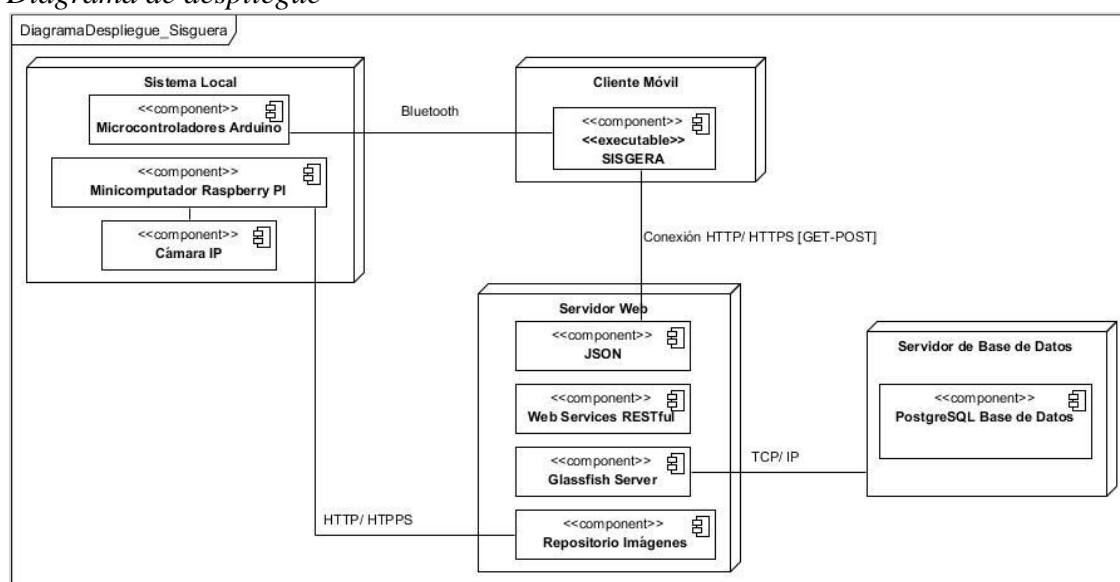 Diagrama de despliegue
DiagramaDespliegue_Sisguera
Sistema Local
<<component>>
Microcontroladores Arduino
<<component>>
Minicomputador Raspberry PI
<<component>>
Cámara IP
Bluetooth
Cliente Móvil
<<component>>
<<executable>>
SISGERA
Conexión HTTP/ HTTPS [GET-POST]
Servidor Web
<<component>>
JSON
<<component>>
Web Services RESTful
<<component>>
Glassfish Server
<<component>>
Repositorio Imágenes
HTTP/ HTPPS
TCP/ IP
Servidor de Base de Datos
<<component>>
PostgreSQL Base de Datos